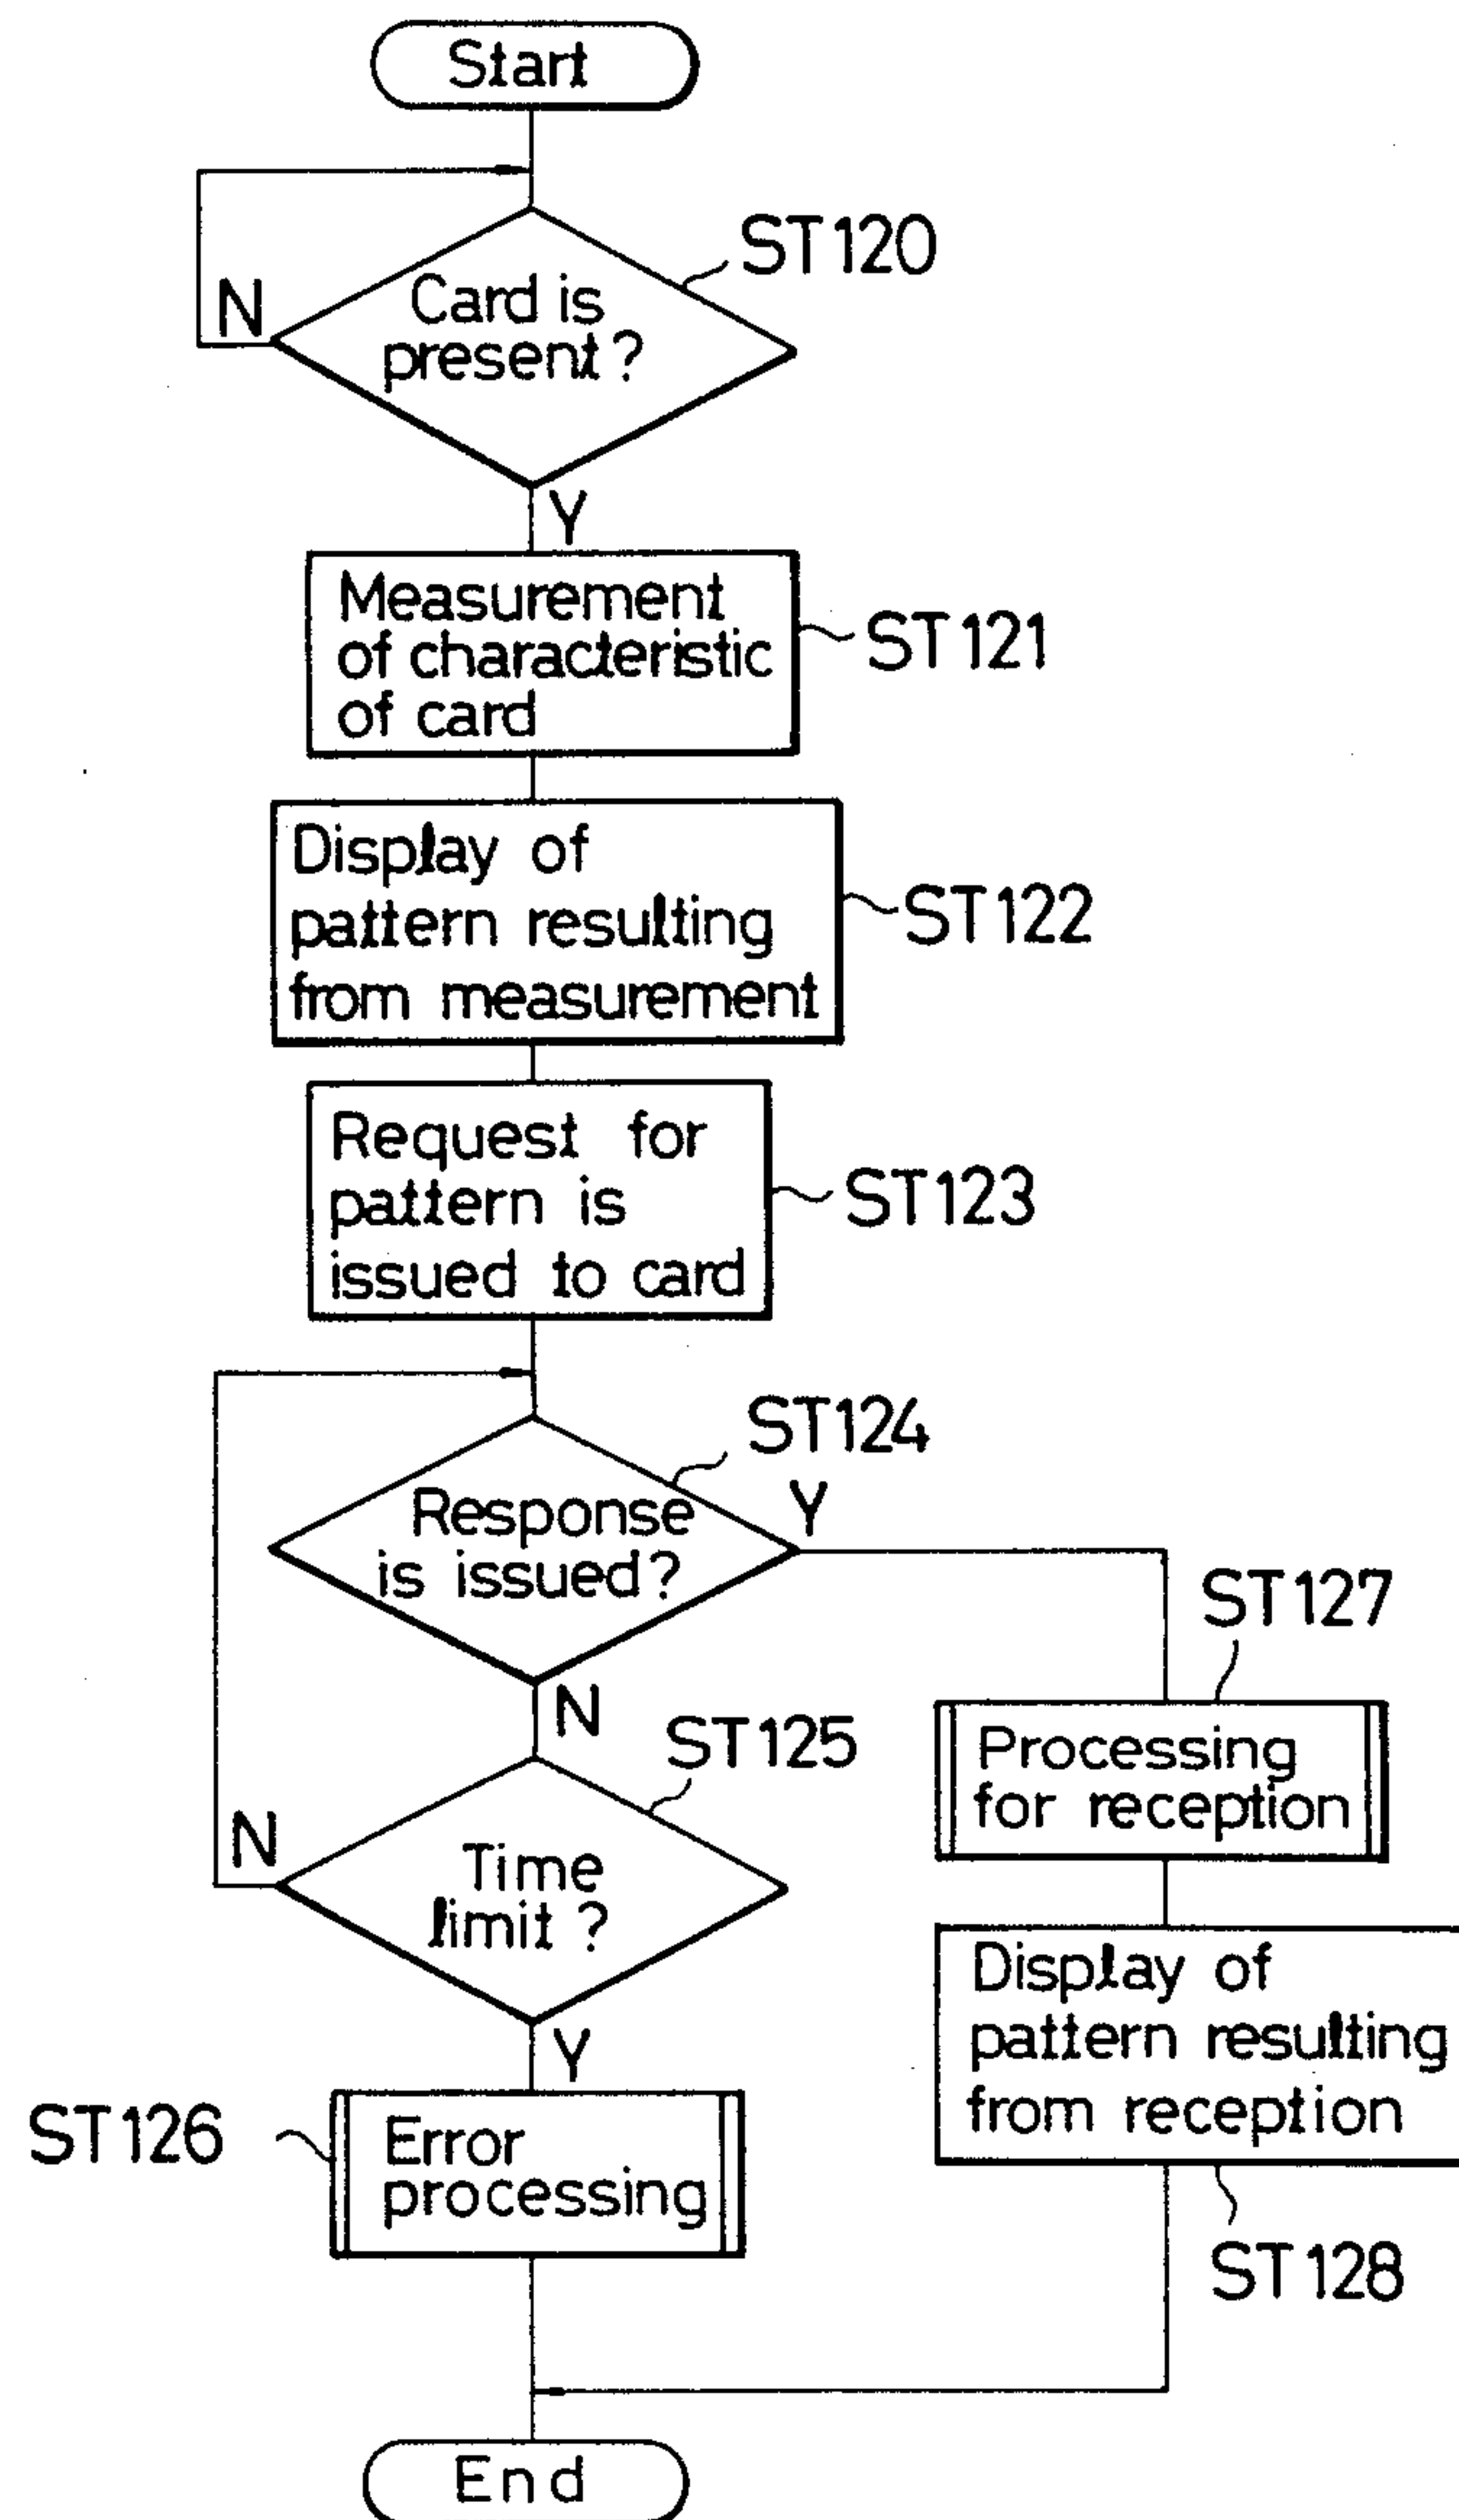 Start
ST120
N
Card is
present?
Y
Measurement
of characteristic
of card
ST121
Display of
pattern resulting
from measurement
ST122
Request for
pattern is
issued to card
ST123
ST124
Response
is issued?
Y
N
ST127
Processing
for reception
ST125
N
Time
limit?
Y
Display of
pattern resulting
from reception
ST126
Error
processing
ST128
End